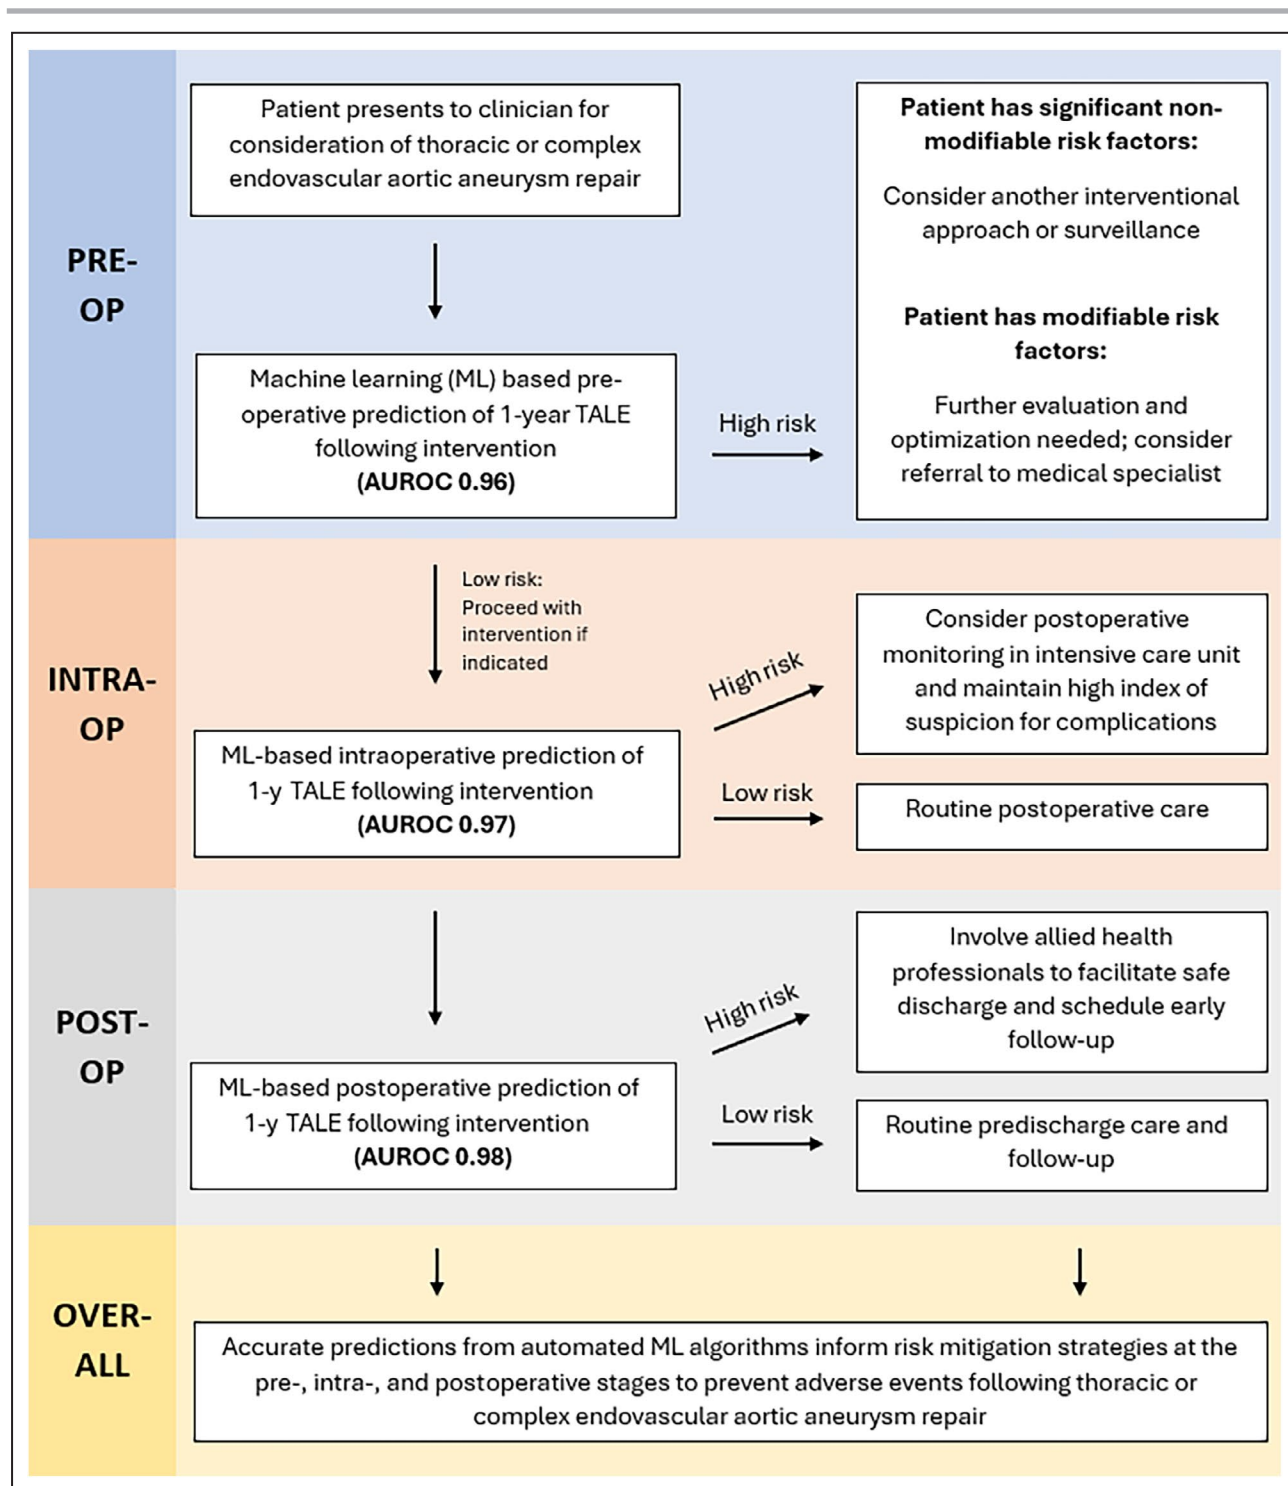 PRE-
OP
Patient presents to clinician for
consideration of thoracic or complex
endovascular aortic aneurysm repair
Machine learning (ML) based pre-
operative prediction of 1-year TALE
following intervention
(AUROC 0.96)
High risk
Patient has significant non-
modifiable risk factors:
Consider another interventional
approach or surveillance
Patient has modifiable risk
factors:
Further evaluation and
optimization needed; consider
referral to medical specialist
INTRA-
OP
Low risk:
Proceed with
intervention if
indicated
ML-based intraoperative prediction of
1-y TALE following intervention
(AUROC 0.97)
High risk
Consider postoperative
monitoring in intensive care unit
and maintain high index of
suspicion for complications
Low risk
Routine postoperative care
POST-
OP
ML-based postoperative prediction of
1-y TALE following intervention
(AUROC 0.98)
High risk
Involve allied health
professionals to facilitate safe
discharge and schedule early
follow-up
Low risk
Routine predischarge care and
follow-up
OVER-
ALL
Accurate predictions from automated ML algorithms inform risk mitigation strategies at the
pre-, intra-, and postoperative stages to prevent adverse events following thoracic or
complex endovascular aortic aneurysm repair